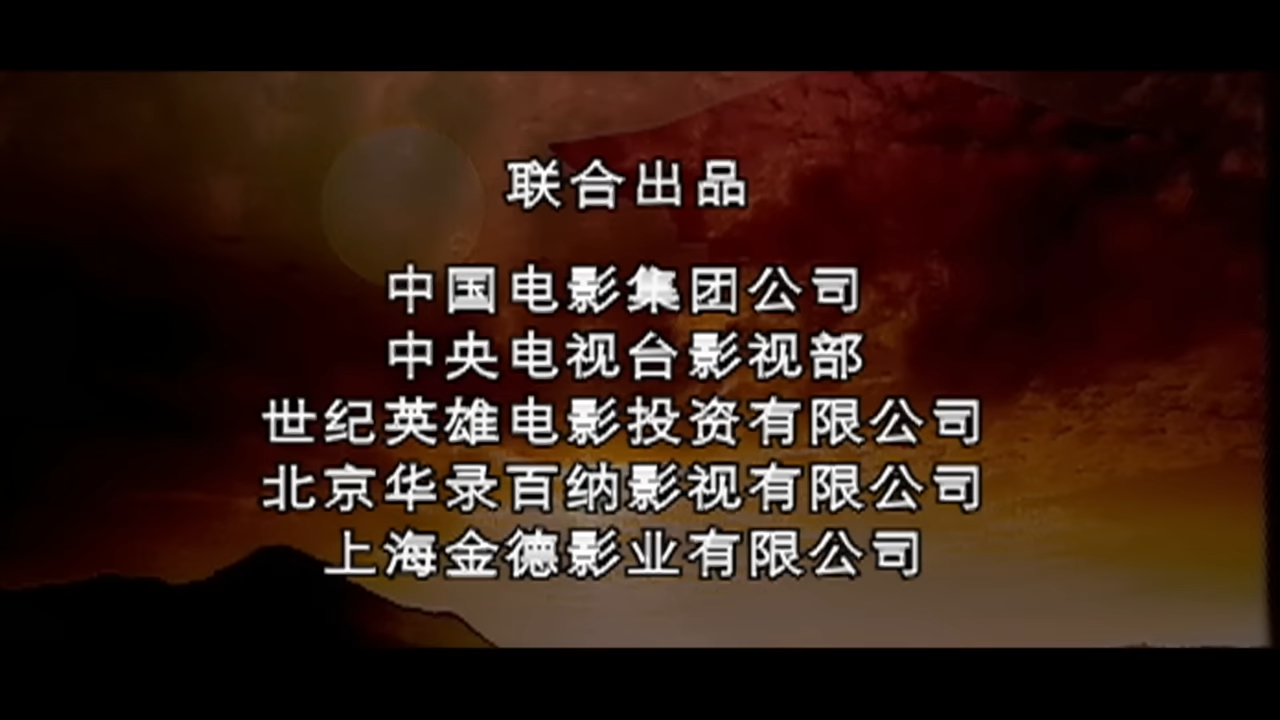 联合出品
中国电影集团公司
中央电视台影视部
世纪英雄电影投资有限公司
北京华录百纳影视有限公司
上海金德影业有限公司